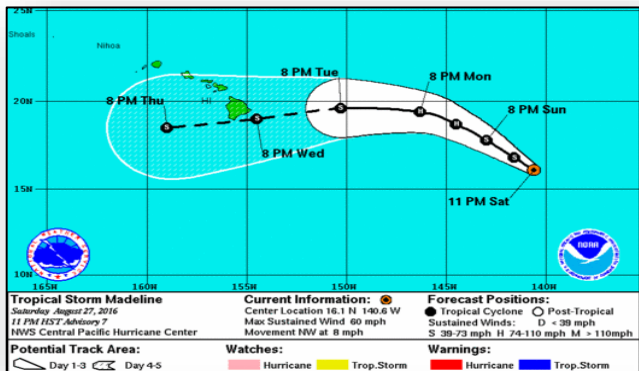 25N
Shoals
Nihoa
8 PM Tue
8 PM Mon
20N
8 PM Thu
HI
8 PM Sun
8 PM Wed
15N
11 PM Sat
NOAA
10N
165W 160W 155W 150W 145W 140W
Tropical Storm Madeline
Saturday August 27, 2016
11 PM HST Advisory 7
NWS Central Pacific Hurricane Center
Current Information:
Center Location 16.1 N 140.6 W
Max Sustained Wind 60 mph
Movement NW at 8 mph
Forecast Positions:
Tropical Cyclone Post-Tropical
Sustained Winds: D < 39 mph
S 39-73 mph H 74-110 mph M > 110mph
Potential Track Area:
Day 1-3 Day 4-5
Watches:
Hurricane Trop.Storm
Warnings:
Hurricane Trop.Storm